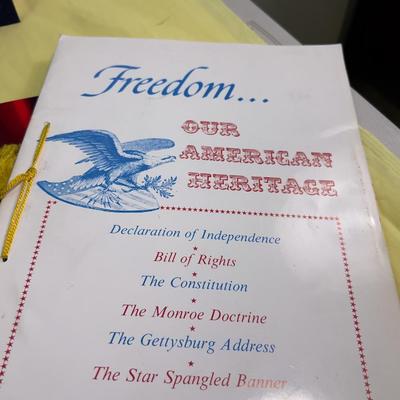 Freedom...
OUR
AMERICAN
HERITAGE
Declaration of Independence
Bill of Rights
The Constitution
The Monroe Doctrine
The Gettysburg Address
The Star Spangled Banner